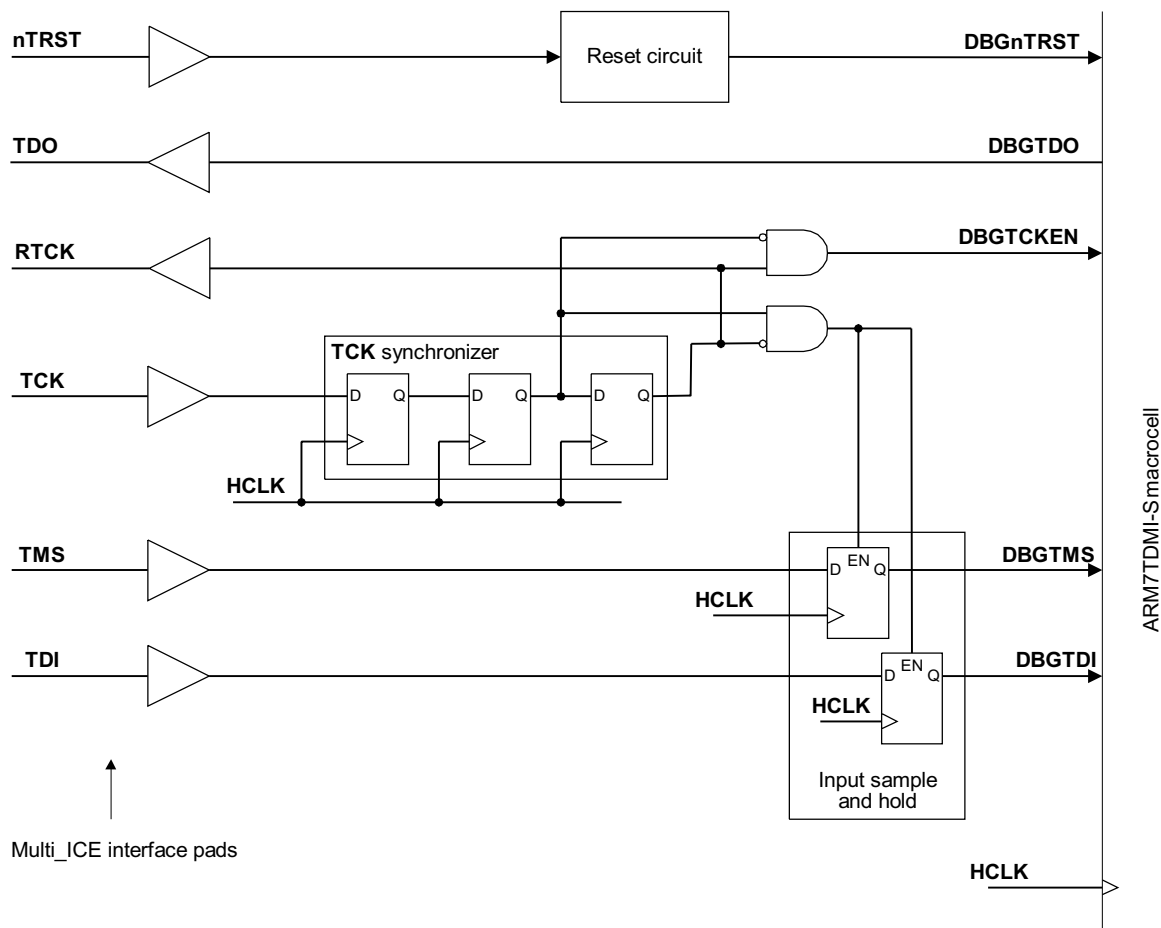 nTRST
Reset circuit
DBGnTRST
TDO
DBGTDO
RTCK
DBGTCKEN
TCK synchronizer
TCK
D Q
D Q
D Q
HCLK
TMS
D EN Q
DBGTMS
HCLK
TDI
D EN Q
DBGTDI
HCLK
Input sample
and hold
Multi_ICE interface pads
HCLK
ARM7TDMI-Smacrocell